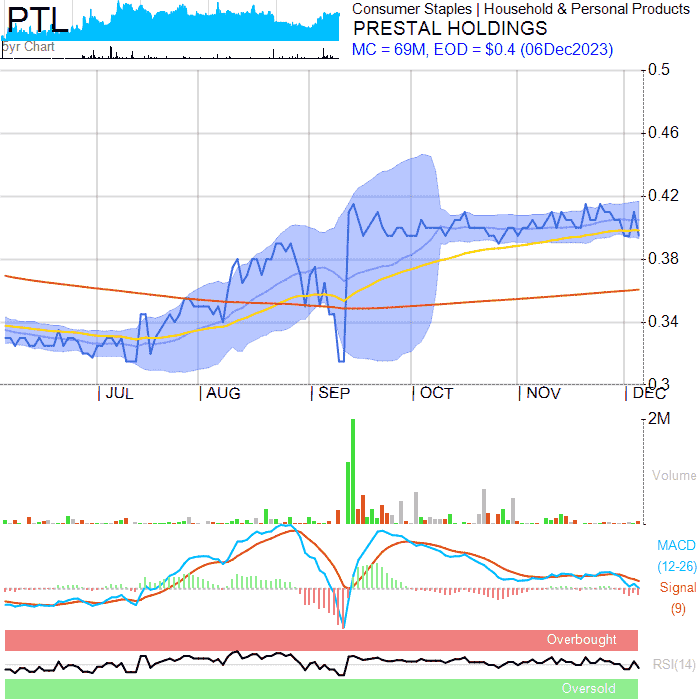 PTL
Consumer Staples | Household & Personal Products
PRESTAL HOLDINGS
MC = 69M, EOD = $0.4 (06Dec2023)
5yr Chart
0.5
0.46
0.42
0.38
0.34
0.3
| JUL | AUG | SEP | OCT | NOV | DEC
2M
Volume
MACD
(12-26)
Signal
(9)
Overbought
RSI(14)
Oversold